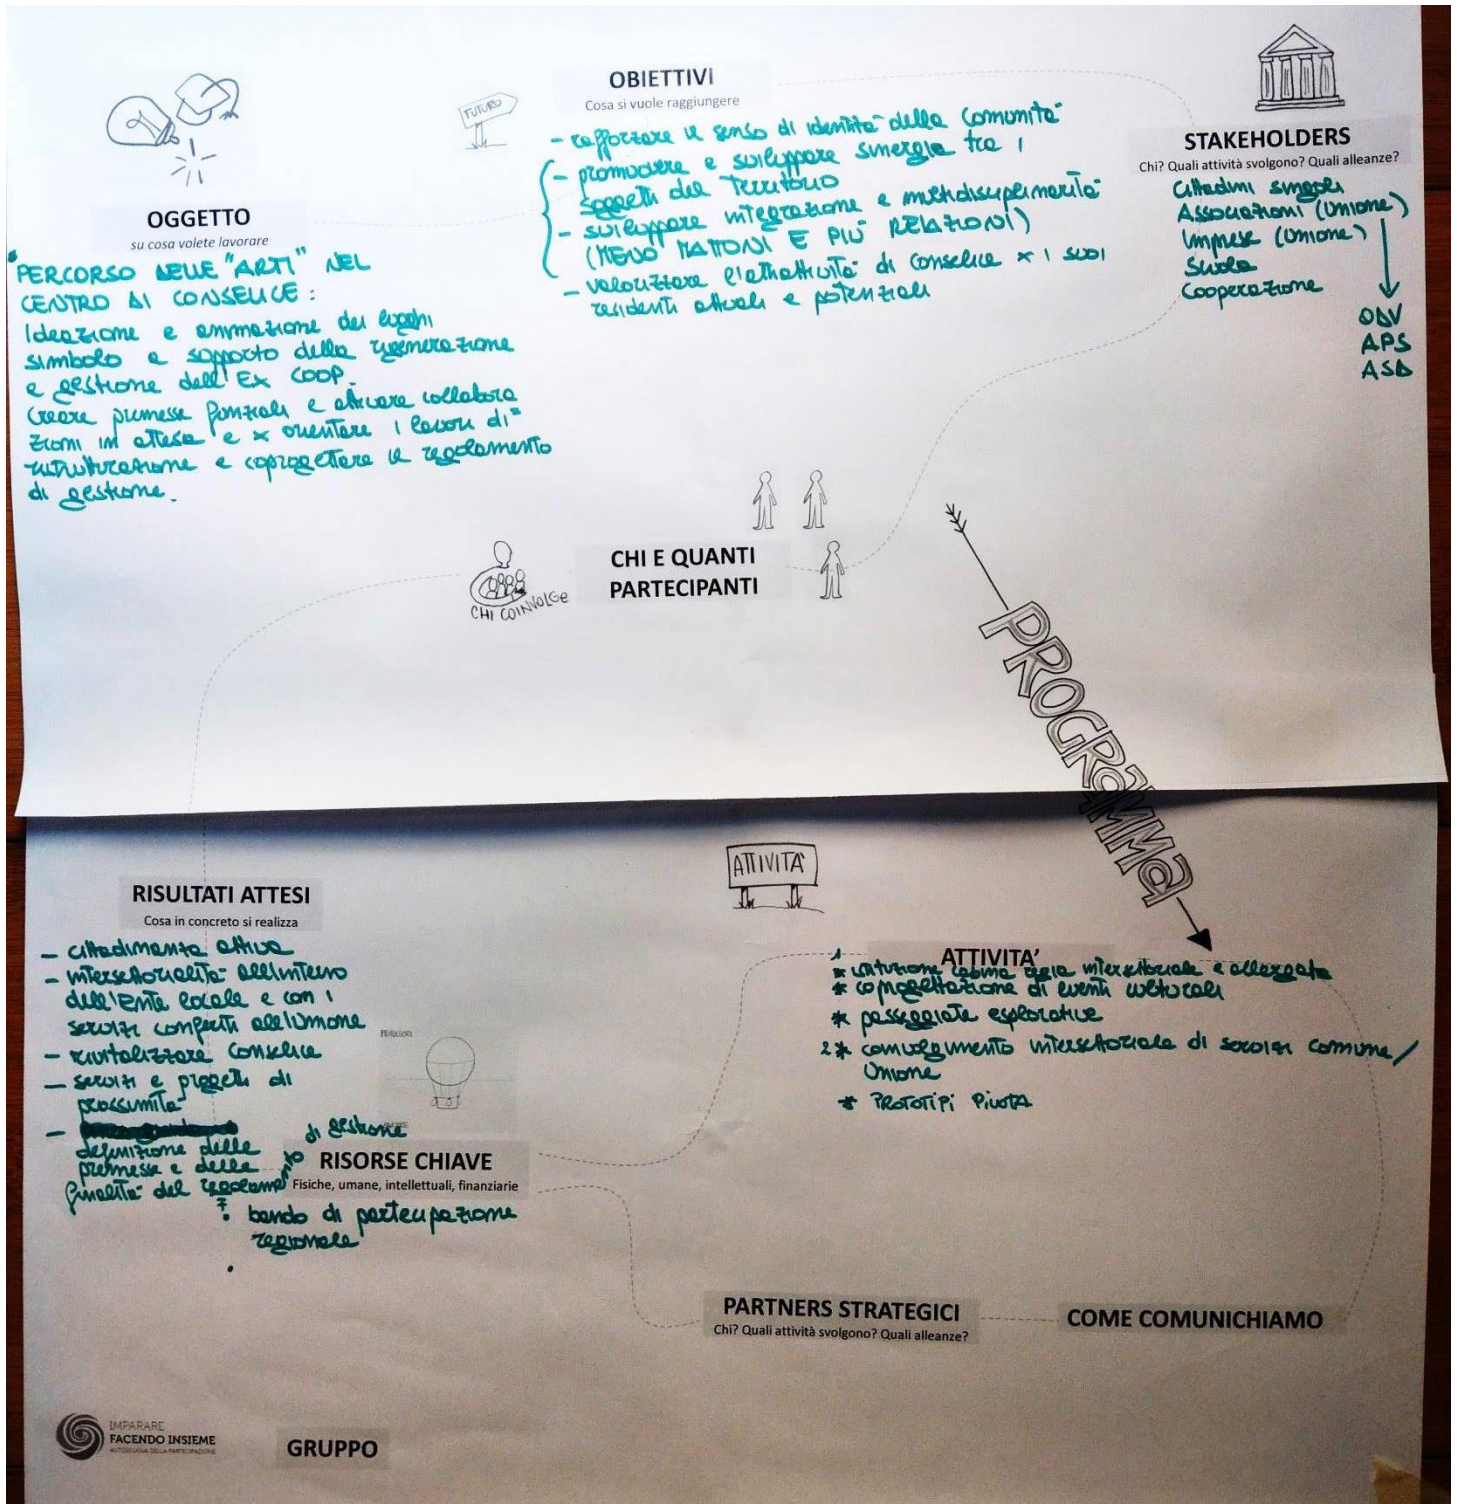 OGGETTO
su cosa volete lavorare
"PERCORSO DELLE "ARTI" NEL
CENTRO DI CONSELICE :
Ideazione e animazione dei luoghi
simbolo a supporto della rigenerazione
e gestione dell'Ex COOP.
Creare premesse funzionali e attivare collabora
zioni in attesa e x orientare i lavori di"
ristrutturazione e coprogettare il regolamento
di gestione.
FUTURO
OBIETTIVI
Cosa si vuole raggiungere
- rafforzare il senso di identità della comunità
- promuovere e sviluppare sinergie tra i
soggetti del Territorio
- sviluppare integrazione e multidisciplinarità
(MENO MATTONI E PIÙ RELAZIONI)
- valorizzare l'attrattività di conselice x i suoi
residenti attuali e potenziali
STAKEHOLDERS
Chi? Quali attività svolgono? Quali alleanze?
Cittadini singoli
Associazioni (Unione)
Imprese (Unione)
Scuola
Cooperazione
ODV
APS
ASD
CHI COINVOLGe
CHI E QUANTI
PARTECIPANTI
PROGRAMMa
RISULTATI ATTESI
Cosa in concreto si realizza
- cittadinanza attiva
- intersettorialità all'interno
dell'Ente locale e con i
servizi conferiti all'Unione
- rivitalizzare Conselice
- servizi e progetti di
prossimità
-
definizione delle
premesse e delle
finalità del regolamento
di gestione
ATTIVITÀ
ATTIVITA'
1
* istituzione cabina regia intersettoriale e allargata
* coprogettazione di eventi culturali
* passeggiate esplorative
2 * coinvolgimento intersettoriale di servizi comune/
Unione
* PROTOTIPI PILOTA
RISORSE CHIAVE
Fisiche, umane, intellettuali, finanziarie
bando di partecipazione
regionale
PARTNERS STRATEGICI
Chi? Quali attività svolgono? Quali alleanze?
COME COMUNICHIAMO
IMPARARE
FACENDO INSIEME
AUTOSCUOLA DELLA PARTECIPAZIONE
GRUPPO